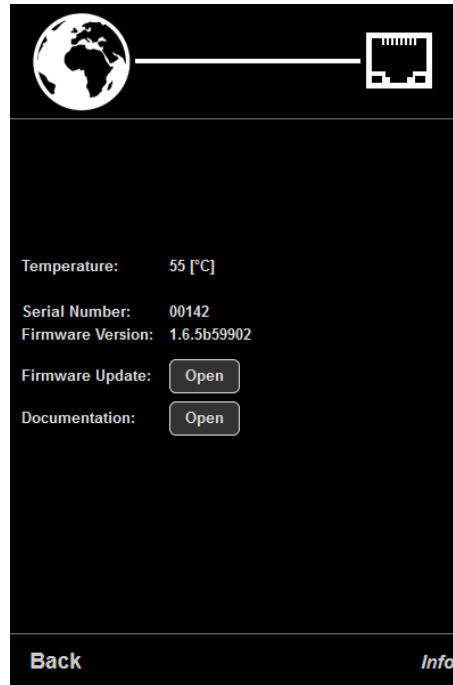 Temperature: 55 [°C]
Serial Number: 00142
Firmware Version: 1.6.5b59902
Firmware Update: Open
Documentation: Open
Back Info